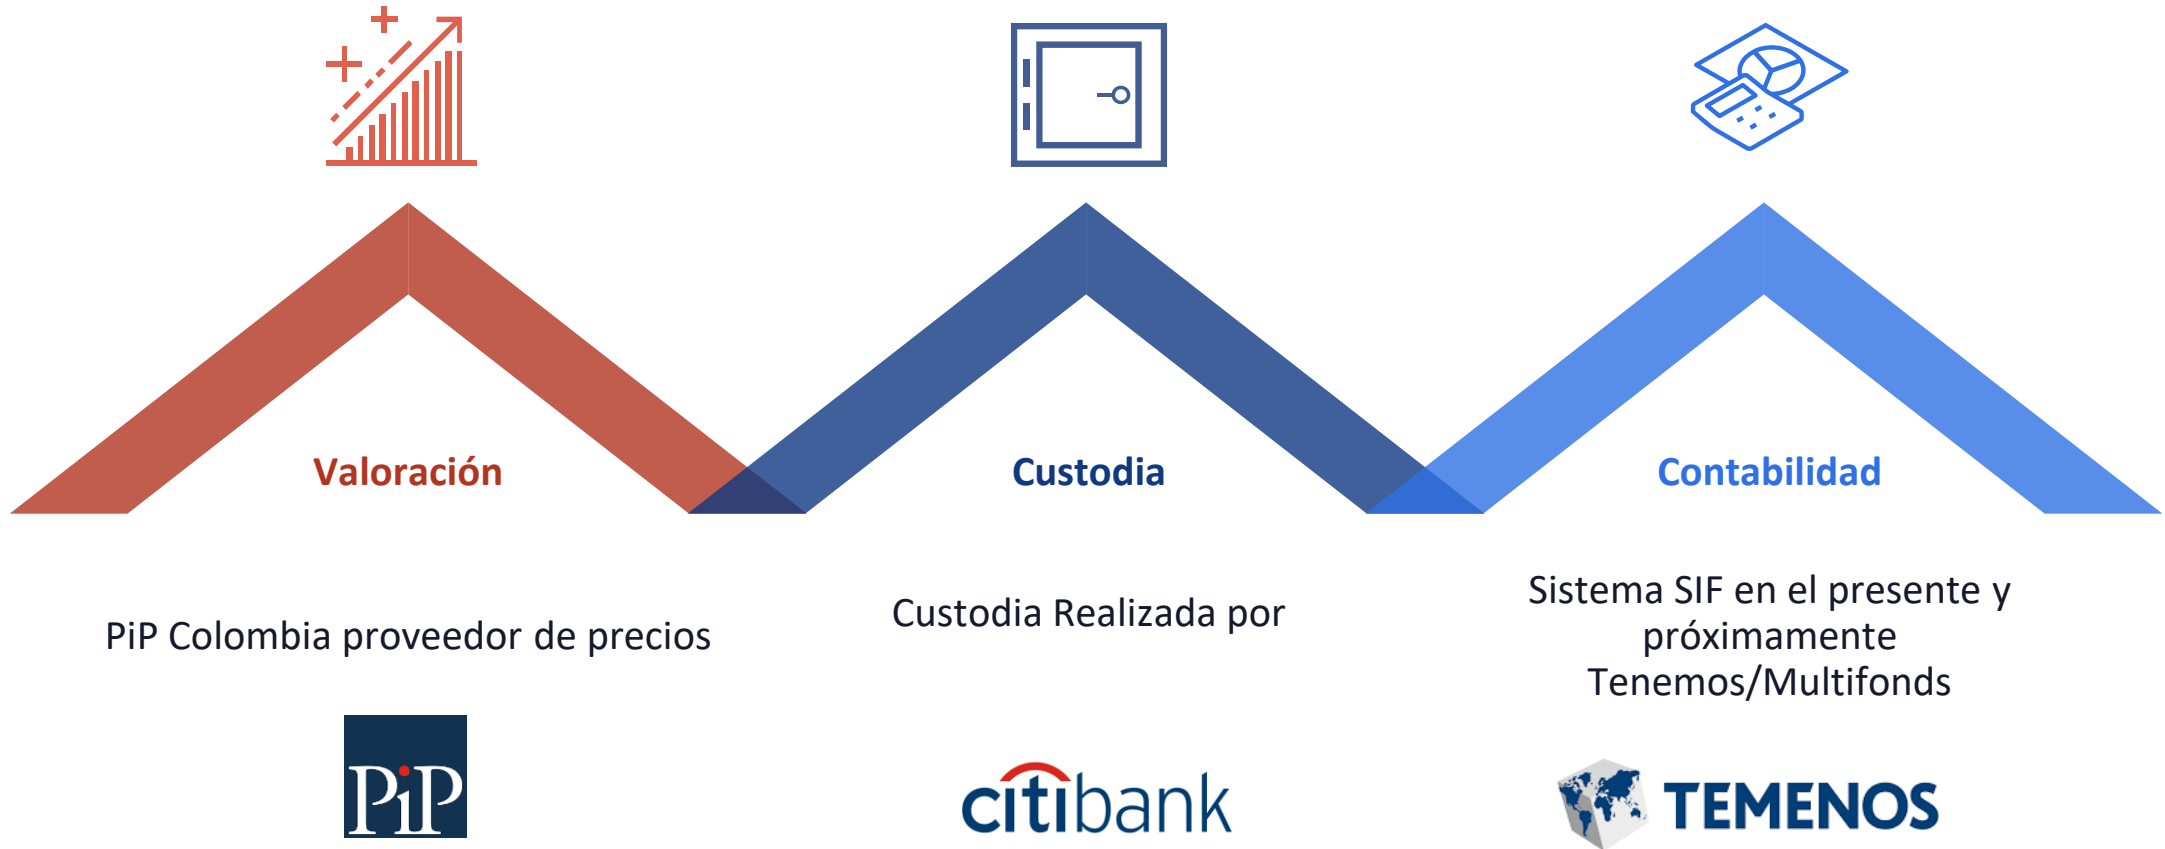 Valoración
PiP Colombia proveedor de precios
PiP
Custodia
Custodia Realizada por
citibank
Contabilidad
Sistema SIF en el presente y
próximamente
Tenemos/Multifonds
TEMENOS